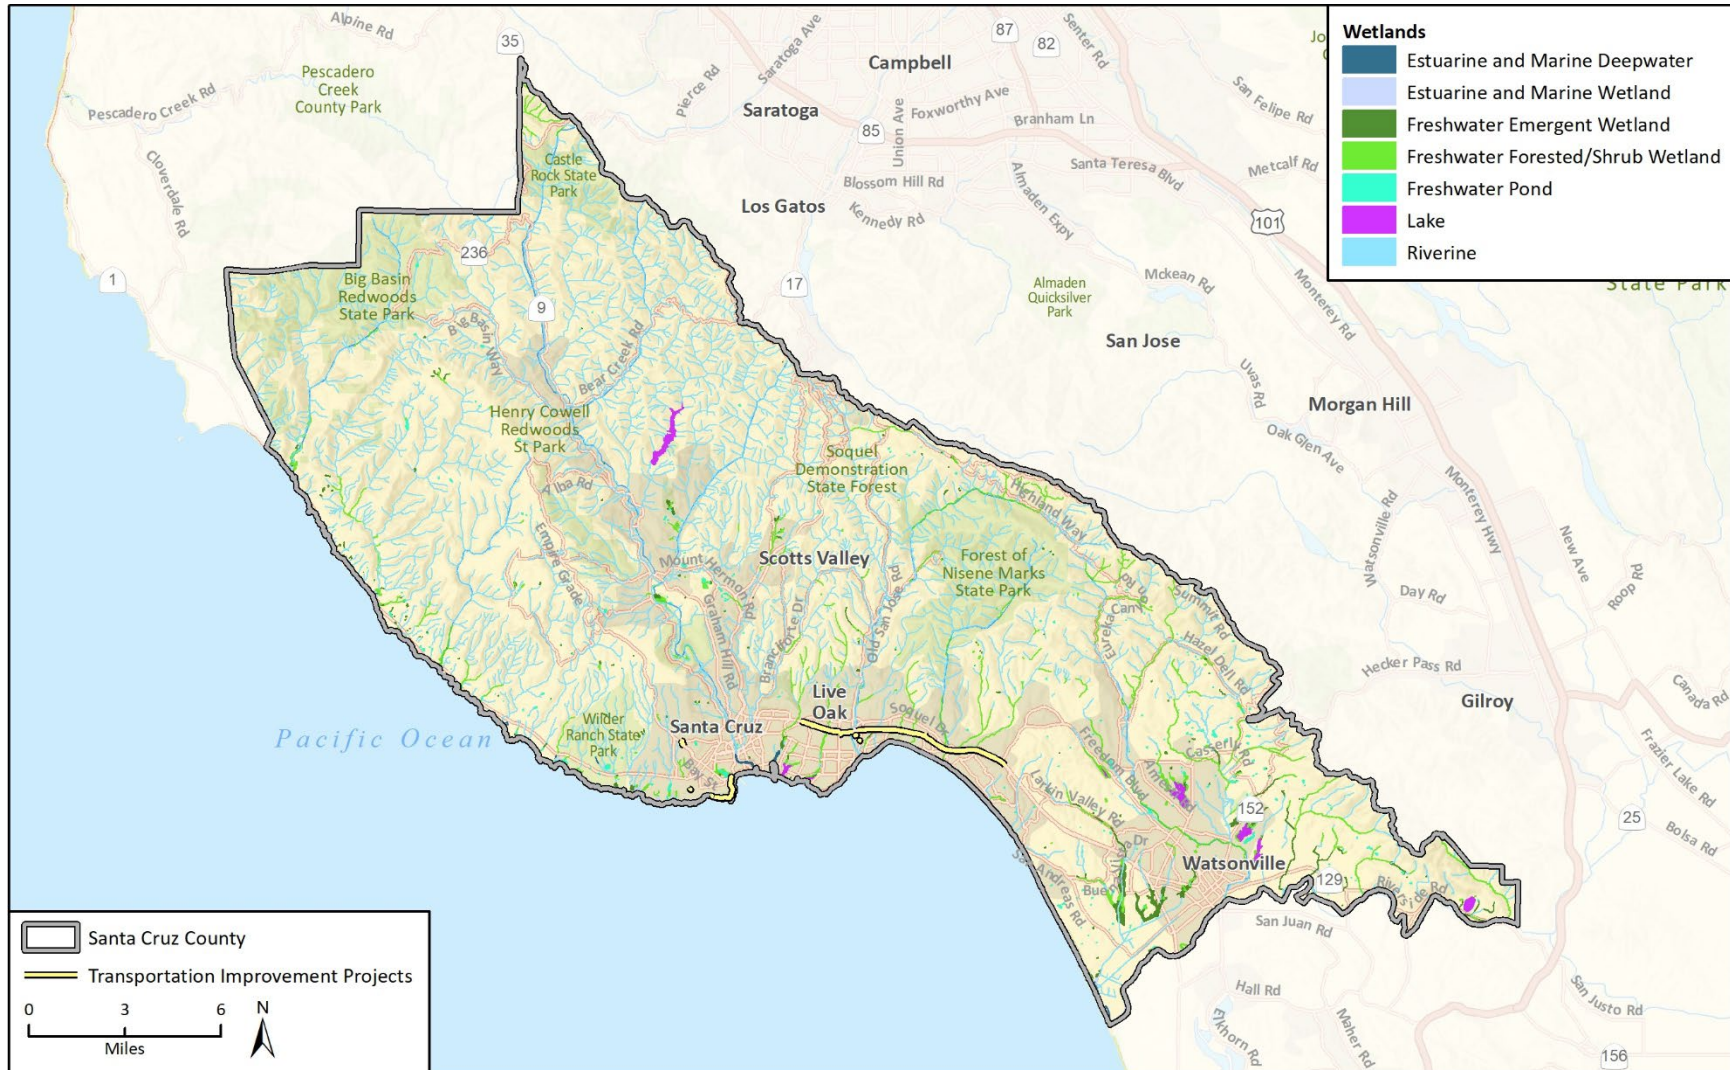 Alpine Rd
35
Saratoga Ave
87
82
Senter Rd
Campbell
Pescadero
Creek
County Park
Pierce Rd
Pescadero Creek Rd
Saratoga
Foxworthy Ave
Union Ave
85
Branham Ln
San Felipe Rd
Santa Teresa Blvd
Metcalf Rd
Cloverdale Rd
Castle
Rock State
Park
Blossom Hill Rd
Los Gatos
Kennedy Rd
Almaden Expy
101
236
Big Basin
Redwoods
State Park
1
17
9
Almaden
Quicksilver
Park
Mckean Rd
Monterey Rd
State Park
Big Basin
Way
Bear Creek Rd
San Jose
Uvas Rd
Morgan Hill
Henry Cowell
Redwoods
St Park
Oak Glen Ave
Soquel
Demonstration
State Forest
Alba Rd
Highland Way
Watsonville Rd
Monterey Hwy
New Ave
Empire Grade
Mount
Hermon Rd
Scotts Valley
Forest of
Nisene Marks
State Park
Graham Hill Rd
Branciforte Dr
Old San Jose Rd
Eureka Canyon Rd
Summit Rd
Day Rd
Roop Rd
Hazel Dell Rd
Hecker Pass Rd
Canada Rd
Gilroy
Live
Oak
Soquel Dr
Wilder
Ranch State
Park
Santa Cruz
Pacific Ocean
Bay St
Freedom Blvd
Casserly Rd
Amesti Rd
Frazier Lake Rd
Larkin Valley Rd
152
25
Bolsa Rd
Watsonville
San Andreas Rd
129
Riverside Rd
San Juan Rd
Hall Rd
Elkhorn Rd
Maher Rd
San Justo Rd
156
Wetlands
Estuarine and Marine Deepwater
Estuarine and Marine Wetland
Freshwater Emergent Wetland
Freshwater Forested/Shrub Wetland
Freshwater Pond
Lake
Riverine
Santa Cruz County
Transportation Improvement Projects
0 3 6
Miles
N